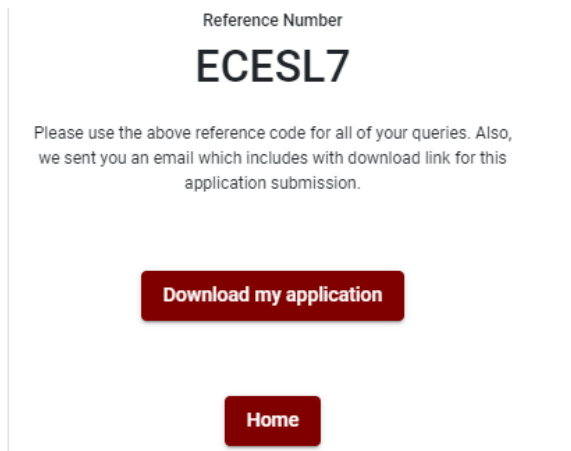 Reference Number
ECESL7
Please use the above reference code for all of your queries. Also,
we sent you an email which includes with download link for this
application submission.
Download my application
Home